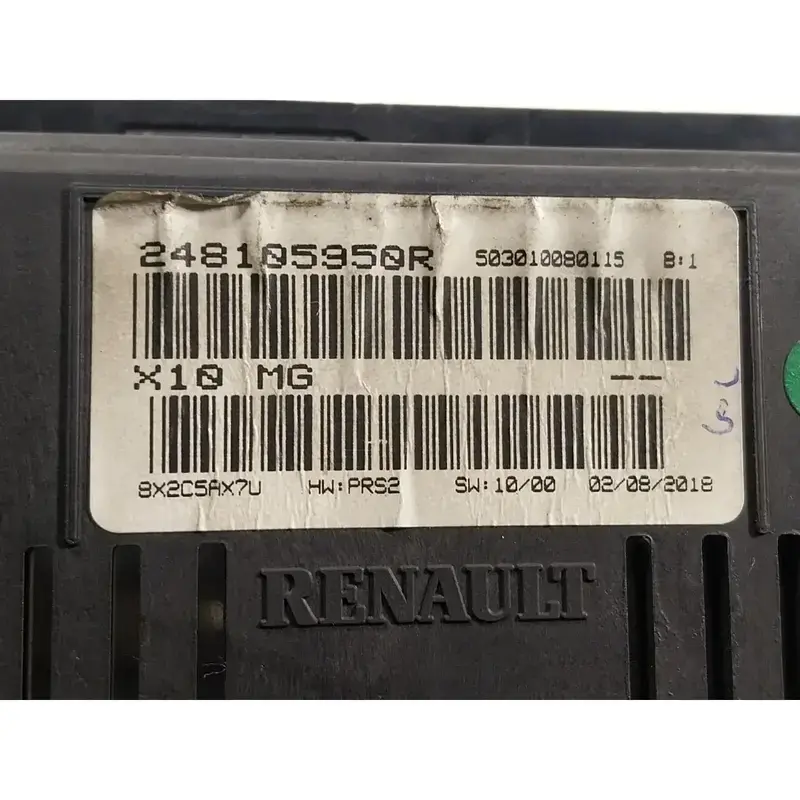 248105950R 503010080115 B:1
X10 MG --
8X2C5AX7U HW:PRS2 SW:10/00 02/08/2018
RENAULT